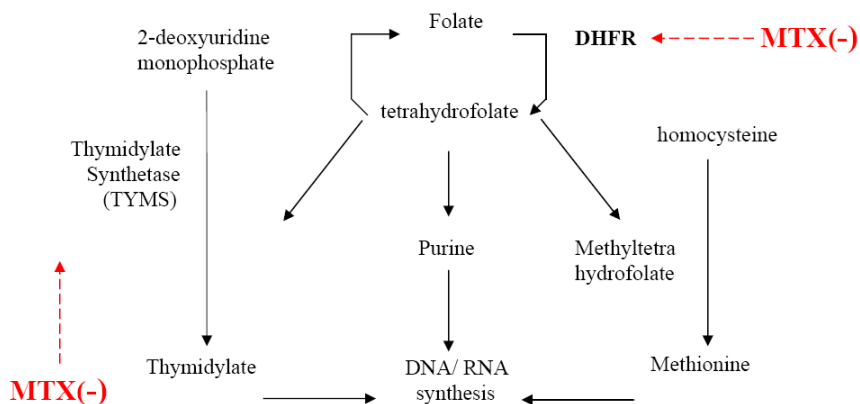 2-deoxyuridine
monophosphate
Folate
DHFR
MTX(-)
tetrahydrofolate
homocysteine
Thymidylate
Synthetase
(TYMS)
Purine
Methyltetra
hydrofolate
Thymidylate
DNA/ RNA
synthesis
Methionine
MTX(-)